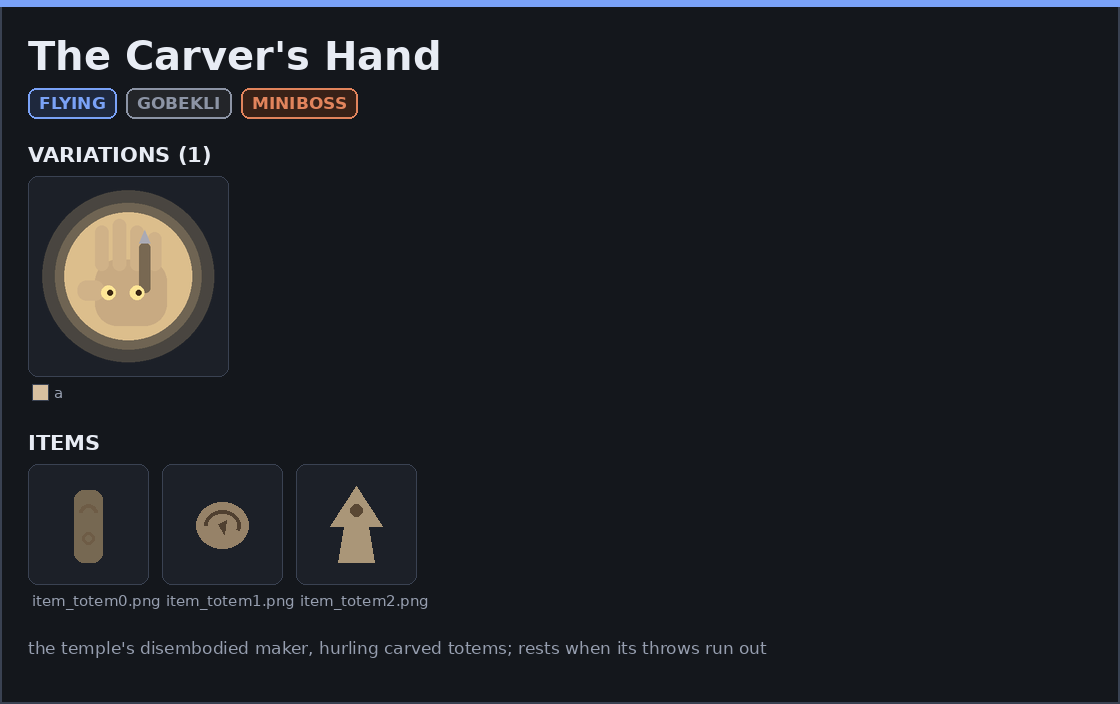 The Carver's Hand
FLYING GOBEKLI MINIBOSS
VARIATIONS (1)
a
ITEMS
item_totem0.png item_totem1.png item_totem2.png
the temple's disembodied maker, hurling carved totems; rests when its throws run out